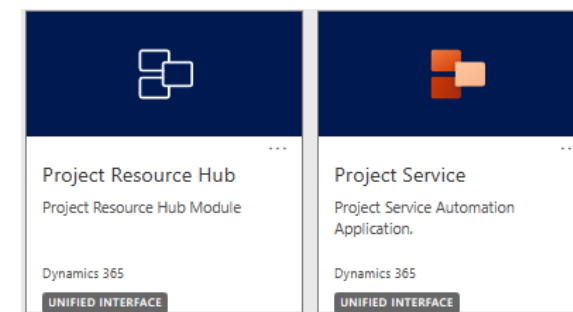 Project Resource Hub
Project Resource Hub Module
Dynamics 365
UNIFIED INTERFACE
Project Service
Project Service Automation
Application.
Dynamics 365
UNIFIED INTERFACE